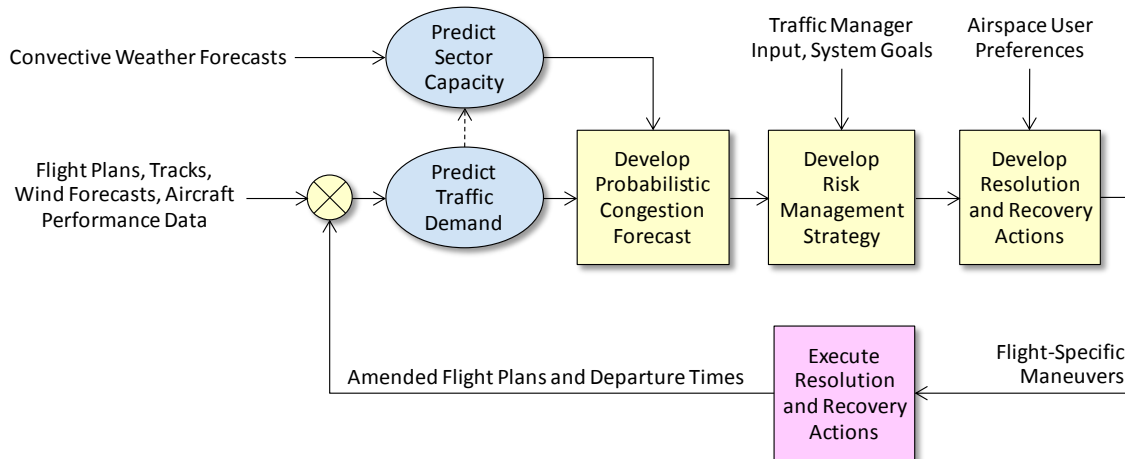 Convective Weather Forecasts
Predict
Sector
Capacity
Traffic Manager
Input, System Goals
Airspace User
Preferences
Flight Plans, Tracks,
Wind Forecasts, Aircraft
Performance Data
Predict
Traffic
Demand
Develop
Probabilistic
Congestion
Forecast
Develop
Risk
Management
Strategy
Develop
Resolution
and Recovery
Actions
Amended Flight Plans and Departure Times
Execute
Resolution
and Recovery
Actions
Flight-Specific
Maneuvers